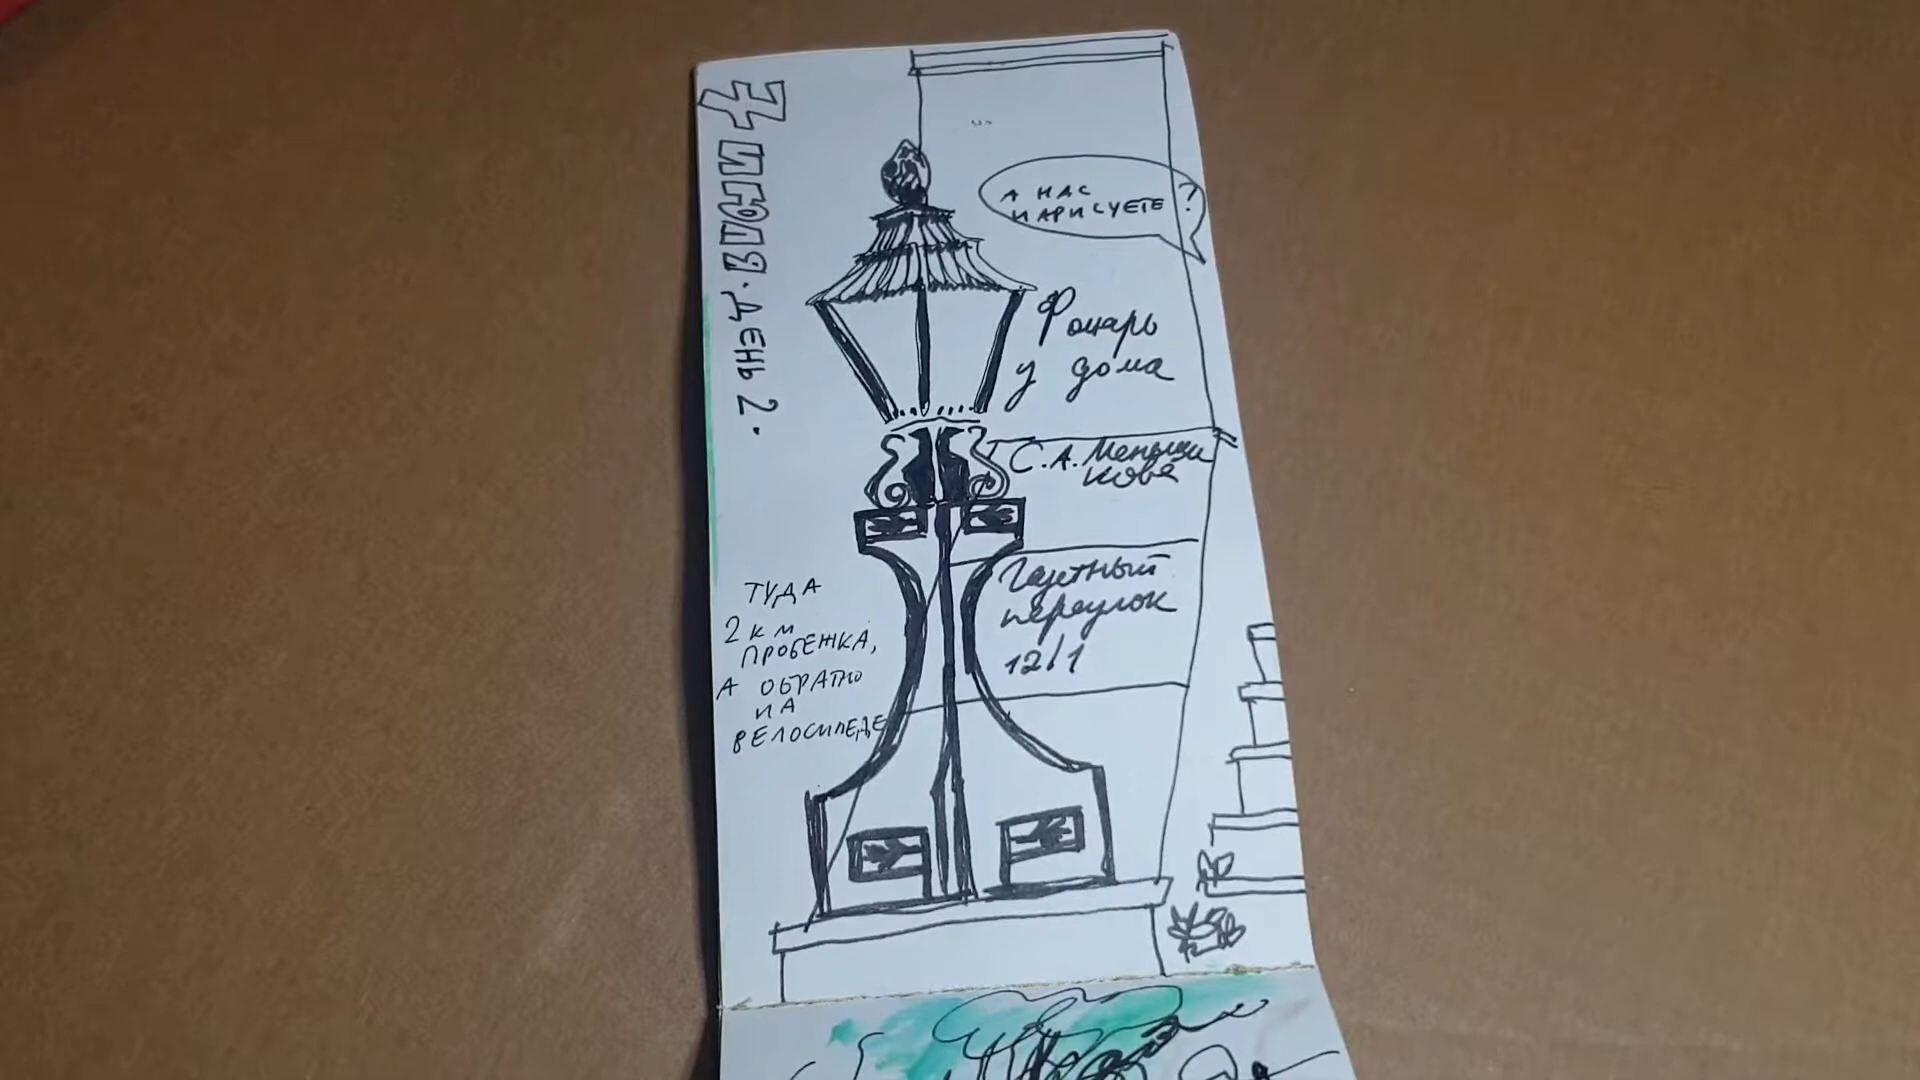 7 ИЮЛЯ. ДЕНЬ 2.
А НАС
НАРИСУЕТЕ?
Фонарь
у дома
С.А. Меньши
кова
Газетный
переулок
12/1
ТУДА
2 КМ
ПРОБЕЖКА,
А ОБРАТНО
НА
ВЕЛОСИПЕДЕ